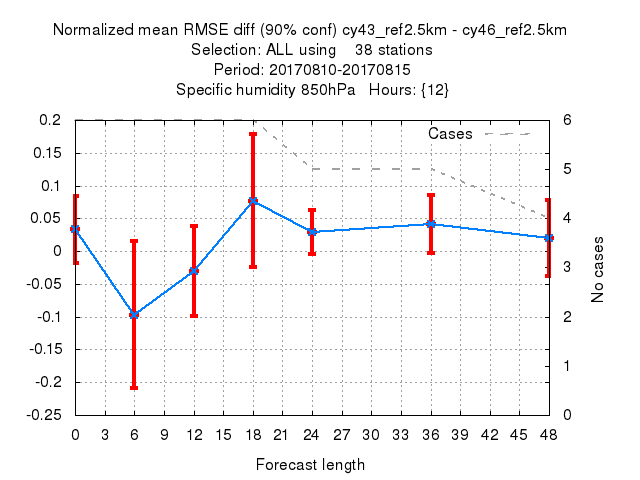 Normalized mean RMSE diff (90% conf) cy43_ref2.5km - cy46_ref2.5km
Selection: ALL using    38 stations
Period: 20170810-20170815
Specific humidity 850hPa   Hours: {12}
Cases
0.2
0.15
0.1
0.05
0
-0.05
-0.1
-0.15
-0.2
-0.25
6
5
4
3
2
1
0
No cases
0 3 6 9 12 15 18 21 24 27 30 33 36 39 42 45 48
Forecast length